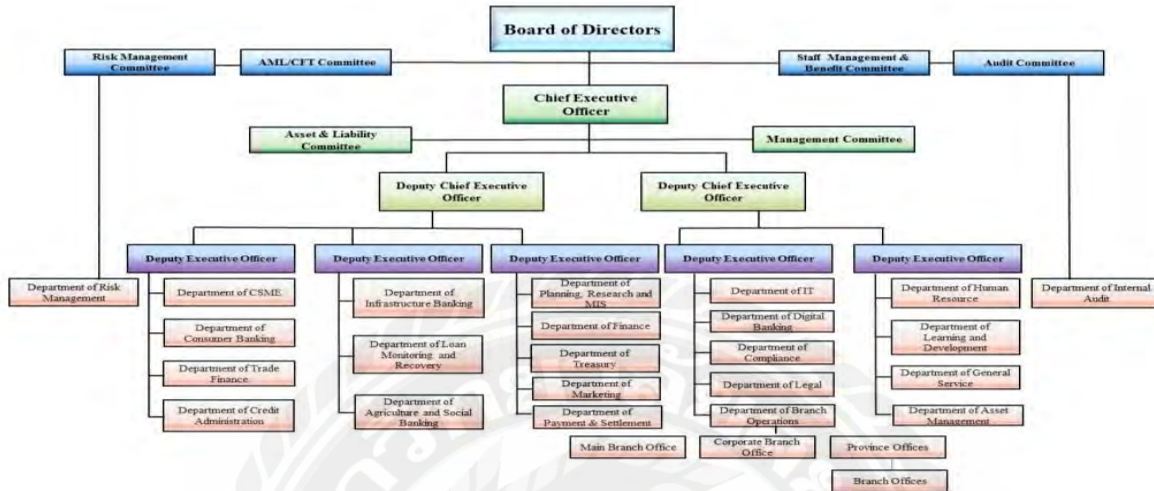 Board of Directors
Risk Management
Committee
AML/CFT Committee
Staff Management &
Benefit Committee
Audit Committee
Chief Executive
Officer
Asset & Liability
Committee
Management Committee
Deputy Chief Executive
Officer
Deputy Chief Executive
Officer
Deputy Executive Officer
Deputy Executive Officer
Deputy Executive Officer
Deputy Executive Officer
Deputy Executive Officer
Department of Risk
Management
Department of CSME
Department of
Consumer Banking
Department of Trade
Finance
Department of Credit
Administration
Department of
Infrastructure Banking
Department of Loan
Monitoring and
Recovery
Department of
Agriculture and Social
Banking
Department of
Planning, Research and
MIS
Department of Finance
Department of
Treasury
Department of
Marketing
Department of
Payment & Settlement
Department of IT
Department of Digital
Banking
Department of
Compliance
Department of Legal
Department of Branch
Operations
Department of Human
Resource
Department of
Learning and
Development
Department of General
Service
Department of Asset
Management
Department of Internal
Audit
Main Branch Office
Corporate Branch
Office
Province Offices
Branch Offices